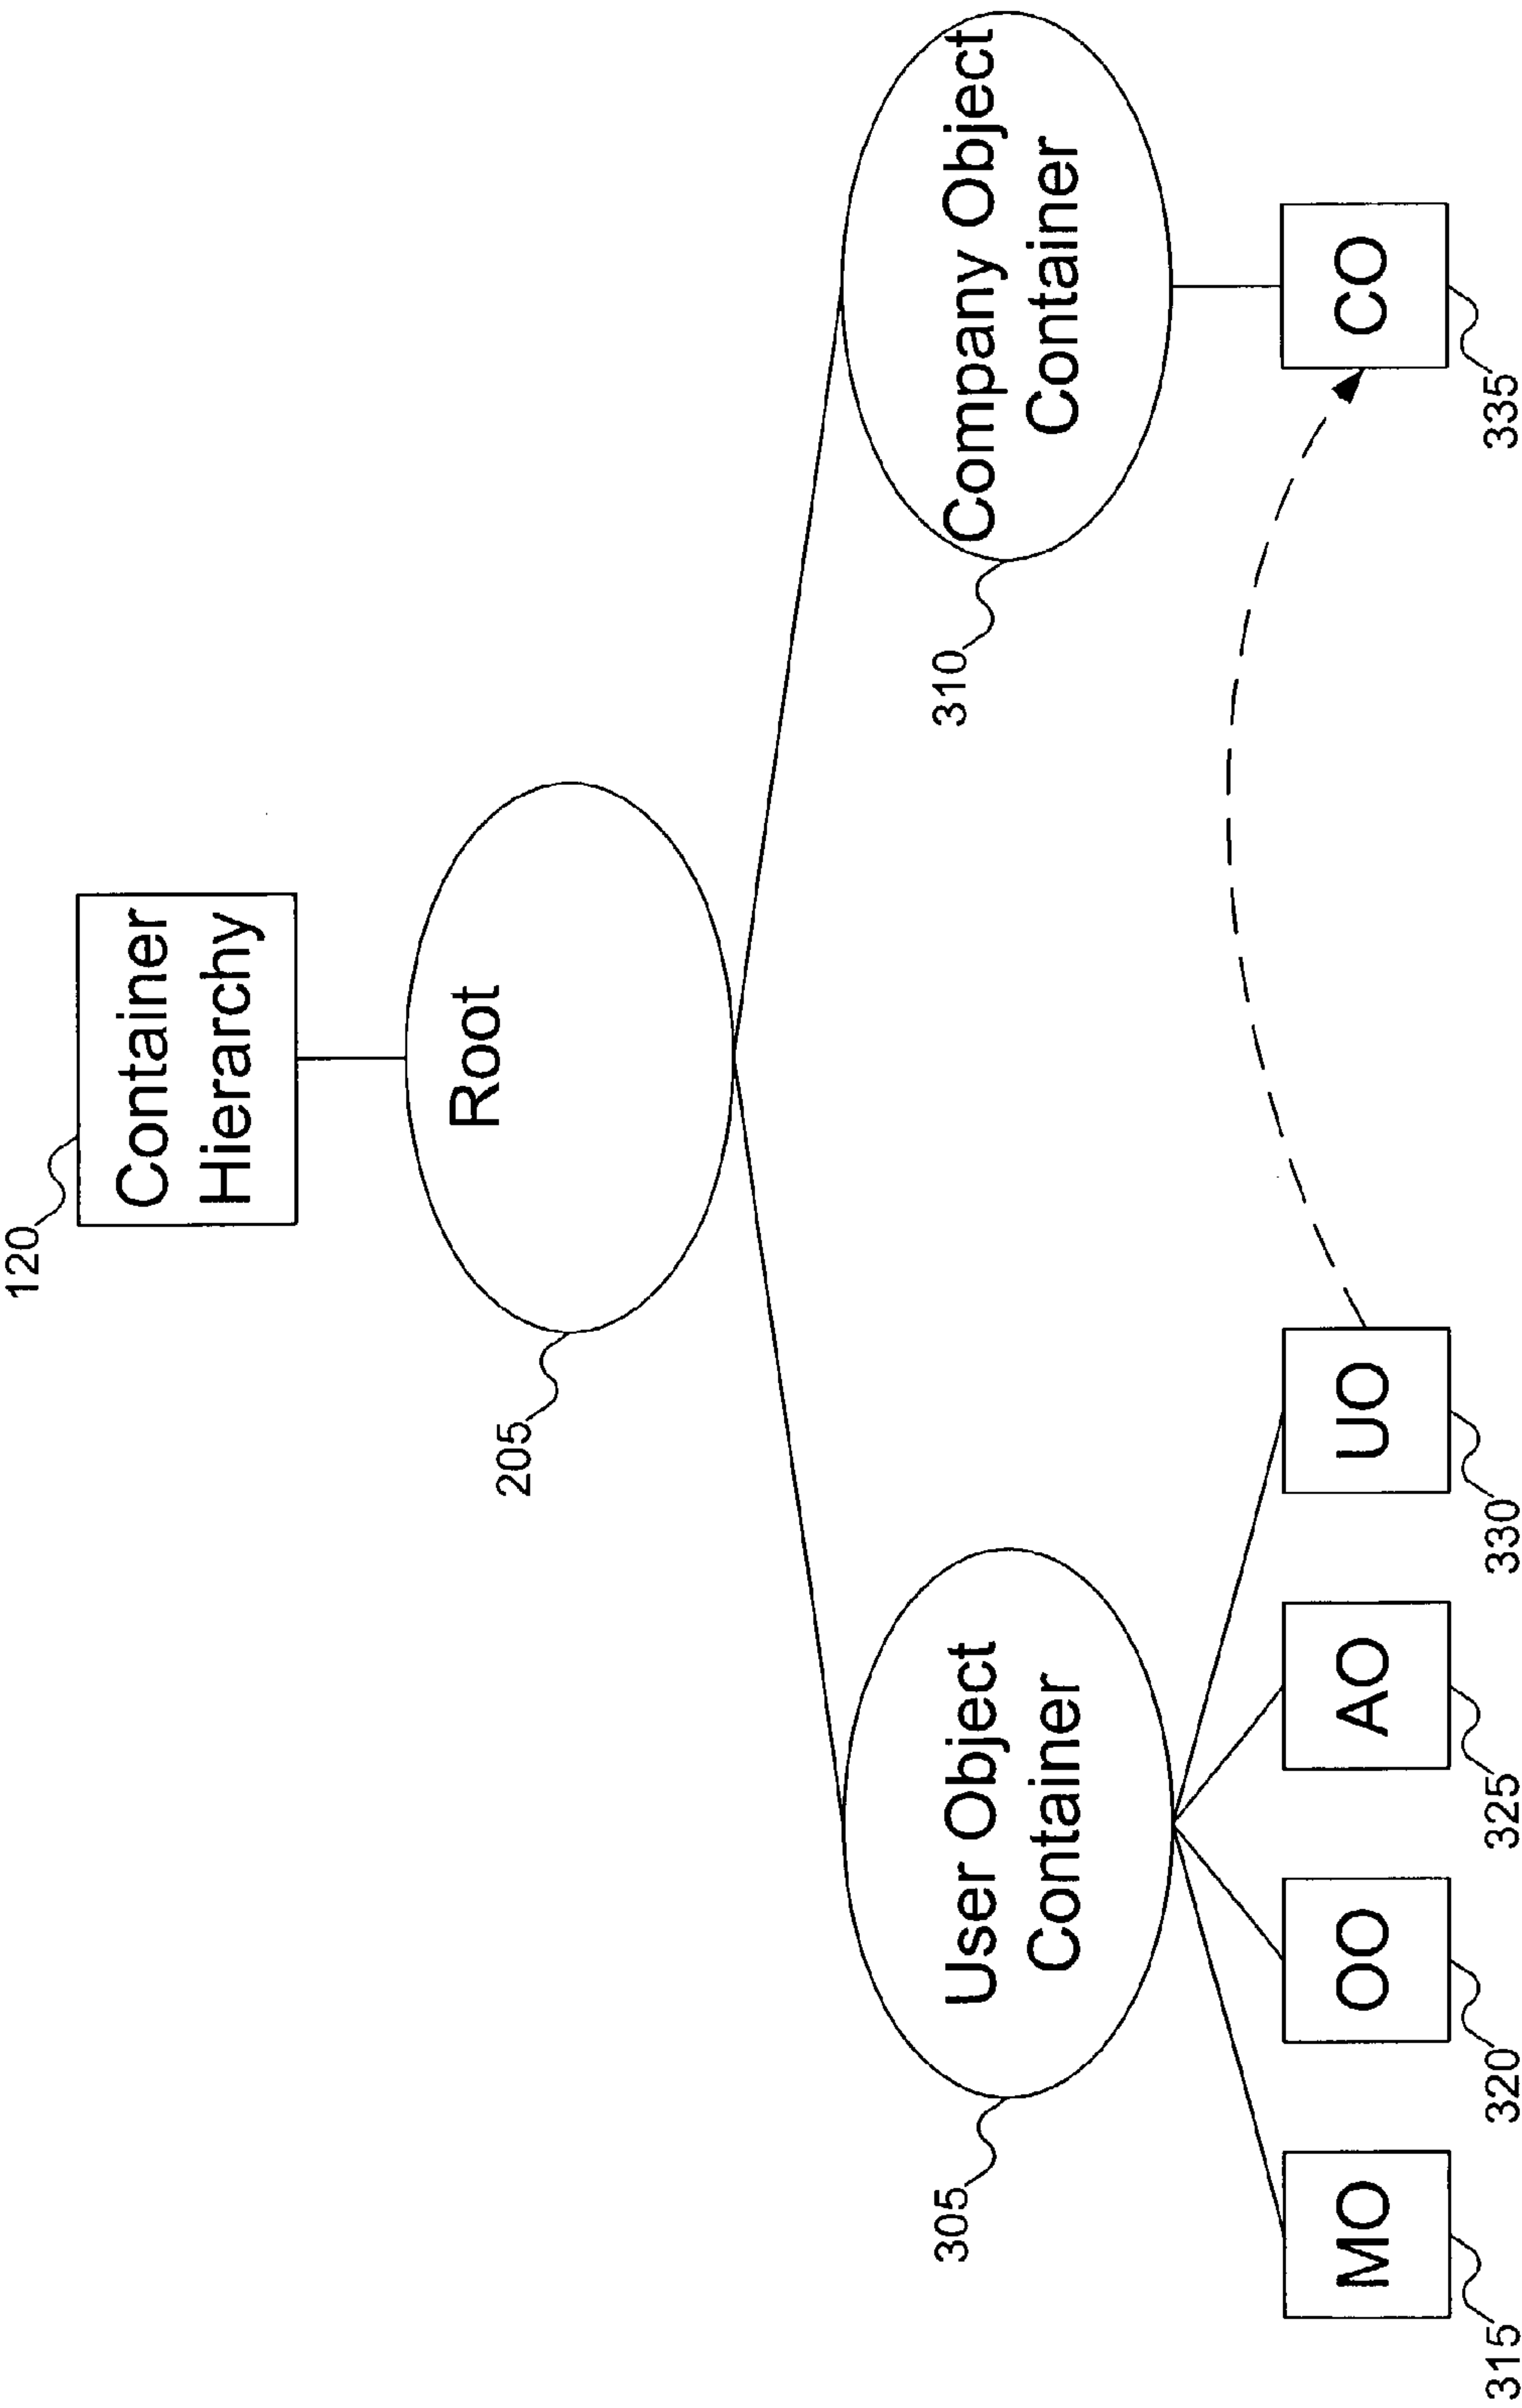 120
Container
Hierarchy
Root
205
User Object
Container
305
Company Object
Container
310
MO
OO
AO
UO
CO
315
320
325
330
335